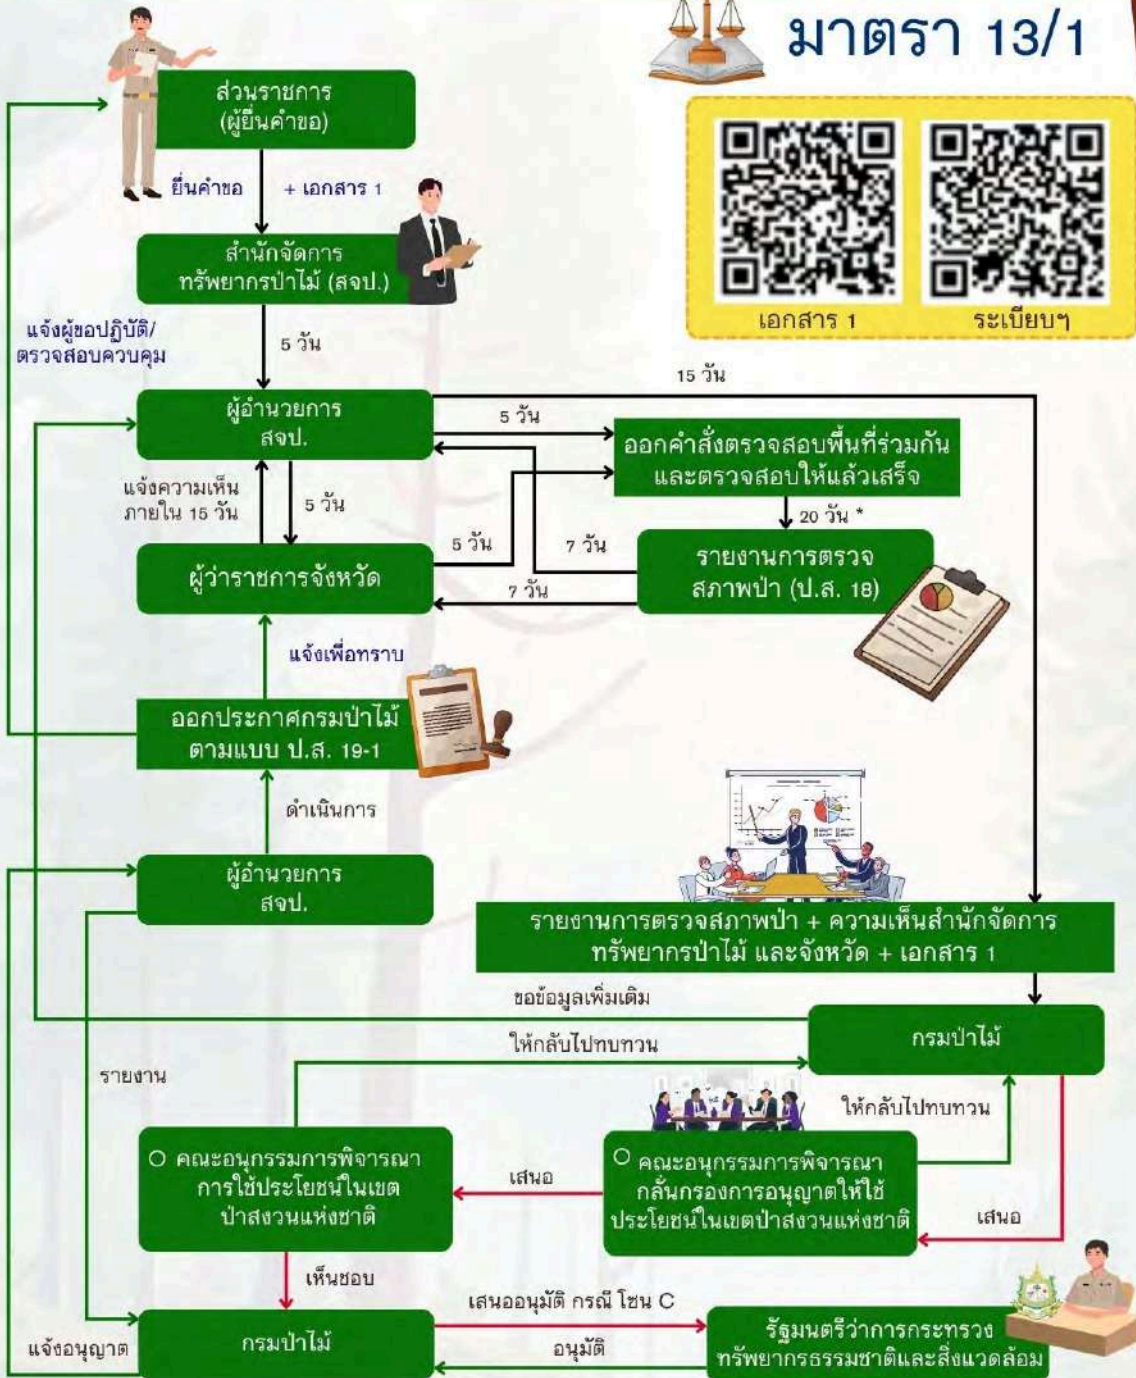 มาตรา 13/1
ส่วนราชการ
(ผู้ยื่นคำขอ)
ยื่นคำขอ
+ เอกสาร 1
เอกสาร 1
ระเบียบฯ
สำนักจัดการ
ทรัพยากรป่าไม้ (สจป.)
แจ้งผู้ขอปฏิบัติ/
ตรวจสอบควบคุม
5 วัน
15 วัน
ผู้อำนวยการ
สจป.
5 วัน
ออกคำสั่งตรวจสอบพื้นที่ร่วมกัน
และตรวจสอบให้แล้วเสร็จ
แจ้งความเห็น
ภายใน 15 วัน
5 วัน
20 วัน *
5 วัน
7 วัน
ผู้ว่าราชการจังหวัด
รายงานการตรวจ
สภาพป่า (ป.ส. 18)
7 วัน
แจ้งเพื่อทราบ
ออกประกาศกรมป่าไม้
ตามแบบ ป.ส. 19-1
ดำเนินการ
ผู้อำนวยการ
สจป.
รายงานการตรวจสภาพป่า + ความเห็นสำนักจัดการ
ทรัพยากรป่าไม้ และจังหวัด + เอกสาร 1
ขอข้อมูลเพิ่มเติม
กรมป่าไม้
ให้กลับไปทบทวน
รายงาน
ให้กลับไปทบทวน
คณะอนุกรรมการพิจารณา
การใช้ประโยชน์ในเขต
ป่าสงวนแห่งชาติ
เสนอ
คณะอนุกรรมการพิจารณา
กลั่นกรองการอนุญาตให้ใช้
ประโยชน์ในเขตป่าสงวนแห่งชาติ
เสนอ
เห็นชอบ
เสนออนุมัติ กรณี โซน C
แจ้งอนุญาต
กรมป่าไม้
อนุมัติ
รัฐมนตรีว่าการกระทรวง
ทรัพยากรธรรมชาติและสิ่งแวดล้อม